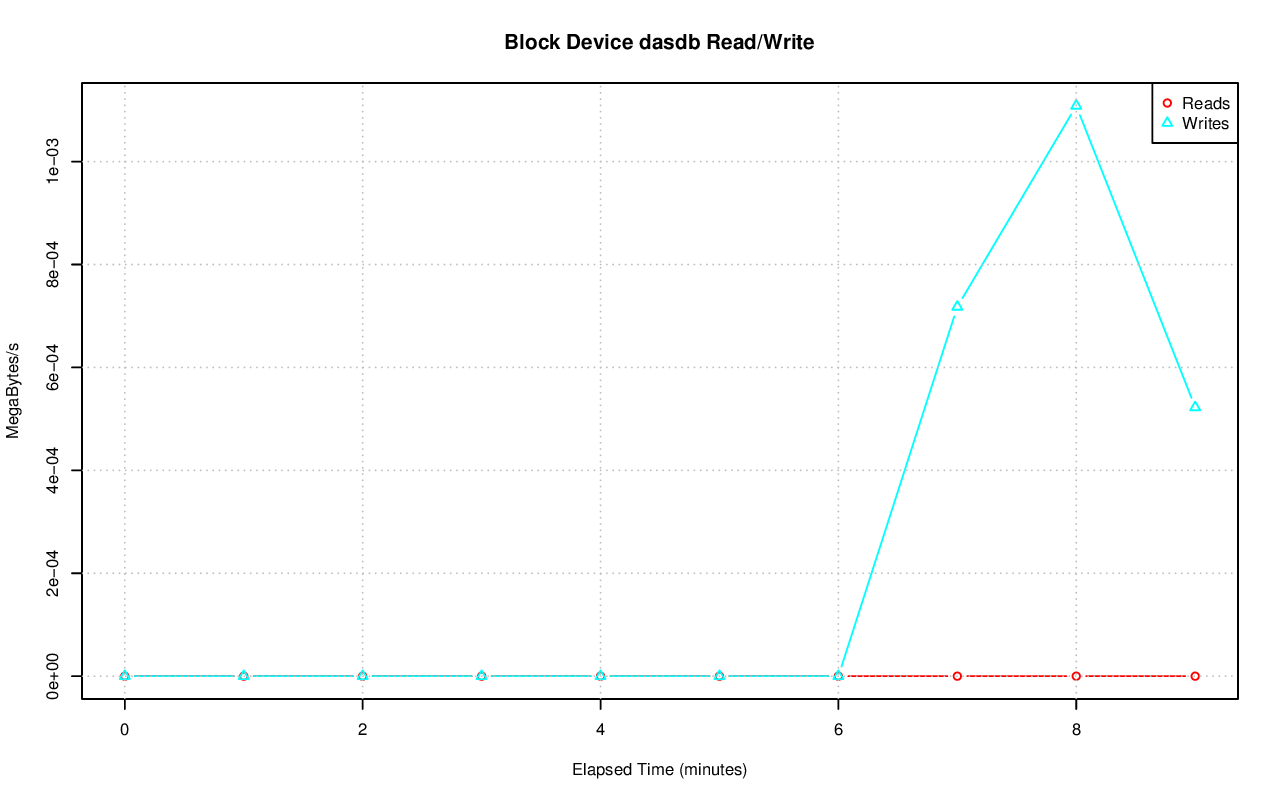 Block Device dasdb Read/Write
Reads
Writes
MegaBytes/s
1e−03
8e−04
6e−04
4e−04
2e−04
0e+00
0 2 4 6 8
Elapsed Time (minutes)